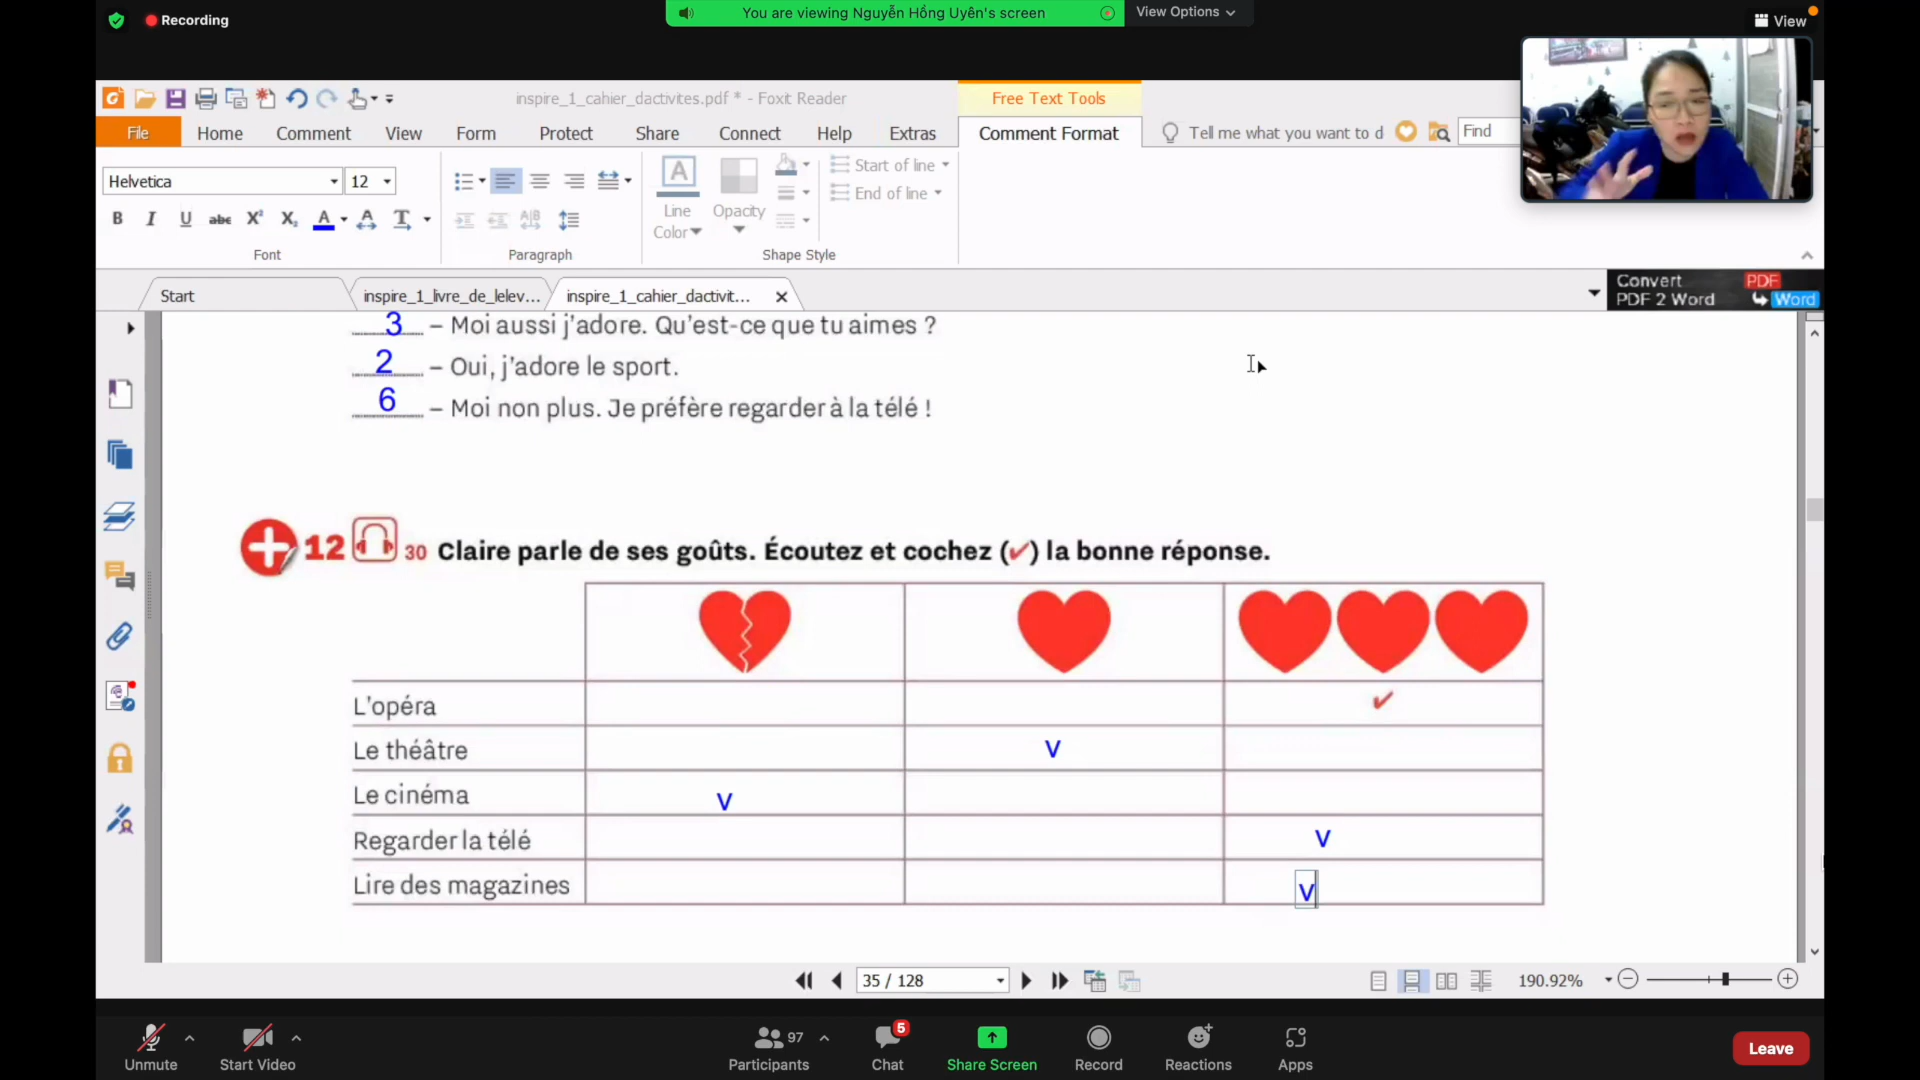 Recording
You are viewing Nguyễn Hồng Uyên's screen
View Options
View
inspire_1_cahier_dactivites.pdf * - Foxit Reader
Free Text Tools
File
Home
Comment
View
Form
Protect
Share
Connect
Help
Extras
Comment Format
Tell me what you want to d
Find
Helvetica
12
Start of line
End of line
Line
Color
Opacity
Font
Paragraph
Shape Style
Start
inspire_1_livre_de_lelev...
inspire_1_cahier_dactivit...
Convert PDF
PDF 2 Word Word
3 – Moi aussi j'adore. Qu'est-ce que tu aimes ?
2 – Oui, j'adore le sport.
6 – Moi non plus. Je préfère regarder à la télé !
12 30 Claire parle de ses goûts. Écoutez et cochez (✔) la bonne réponse.
L'opéra ✔
Le théâtre v
Le cinéma v
Regarder la télé v
Lire des magazines v
35 / 128
190.92%
Unmute
Start Video
97
Participants
5
Chat
Share Screen
Record
Reactions
Apps
Leave